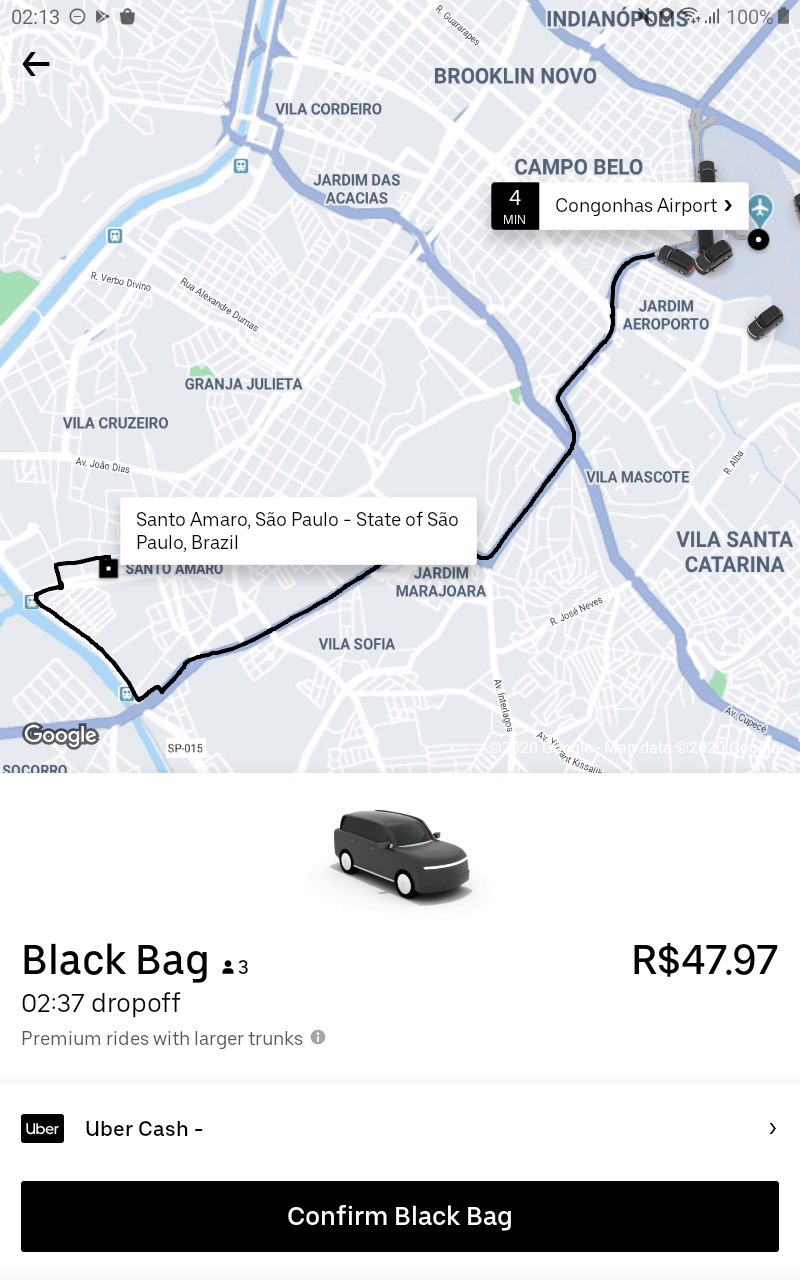 02:13
100%
INDIANÓPOLIS
R. Guararapes
BROOKLIN NOVO
VILA CORDEIRO
CAMPO BELO
JARDIM DAS
ACACIAS
4
MIN
Congonhas Airport ›
R. Verbo Divino
Rua Alexandre Dumas
JARDIM
AEROPORTO
GRANJA JULIETA
VILA CRUZEIRO
Av. João Dias
R. Alba
VILA MASCOTE
Santo Amaro, São Paulo - State of São
Paulo, Brazil
VILA SANTA
CATARINA
SANTO AMARO
JARDIM
MARAJOARA
R. José Neves
VILA SOFIA
Av. Interlagos
Av. Cupecê
Google
SP-015
©2020 Google - Map data ©2020 Google
SOCORRO
Black Bag 3
R$47.97
02:37 dropoff
Premium rides with larger trunks
Uber
Uber Cash -
Confirm Black Bag